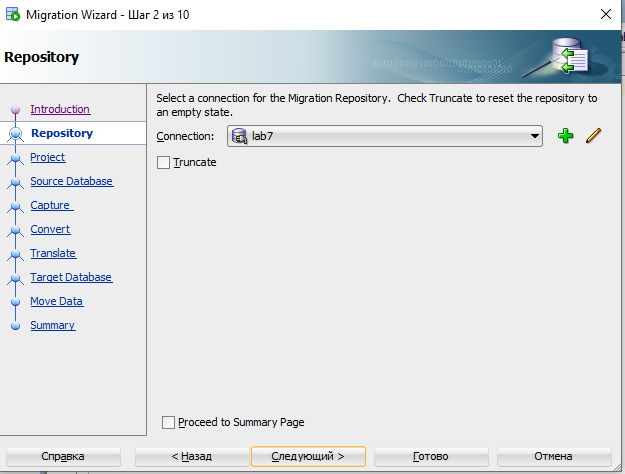 Migration Wizard - Шаг 2 из 10
Repository
Introduction
Repository
Project
Source Database
Capture
Convert
Translate
Target Database
Move Data
Summary
Select a connection for the Migration Repository. Check Truncate to reset the repository to
an empty state.
Connection: lab7
Truncate
Proceed to Summary Page
Справка
< Назад
Следующий >
Готово
Отмена